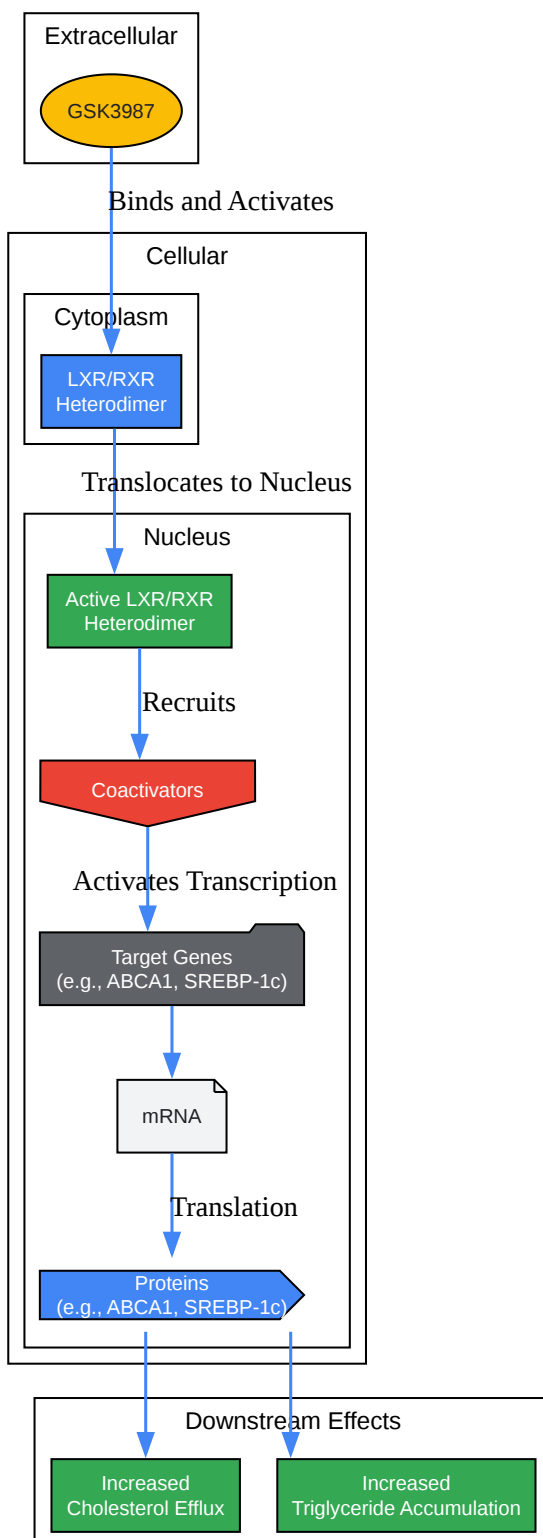 Extracellular
GSK3987
Binds and Activates
Cellular
Cytoplasm
LXR/RXR
Heterodimer
Translocates to Nucleus
Nucleus
Active LXR/RXR
Heterodimer
Recruits
Coactivators
Activates Transcription
Target Genes
(e.g., ABCA1, SREBP-1c)
mRNA
Translation
Proteins
(e.g., ABCA1, SREBP-1c)
Downstream Effects
Increased
Cholesterol Efflux
Increased
Triglyceride Accumulation